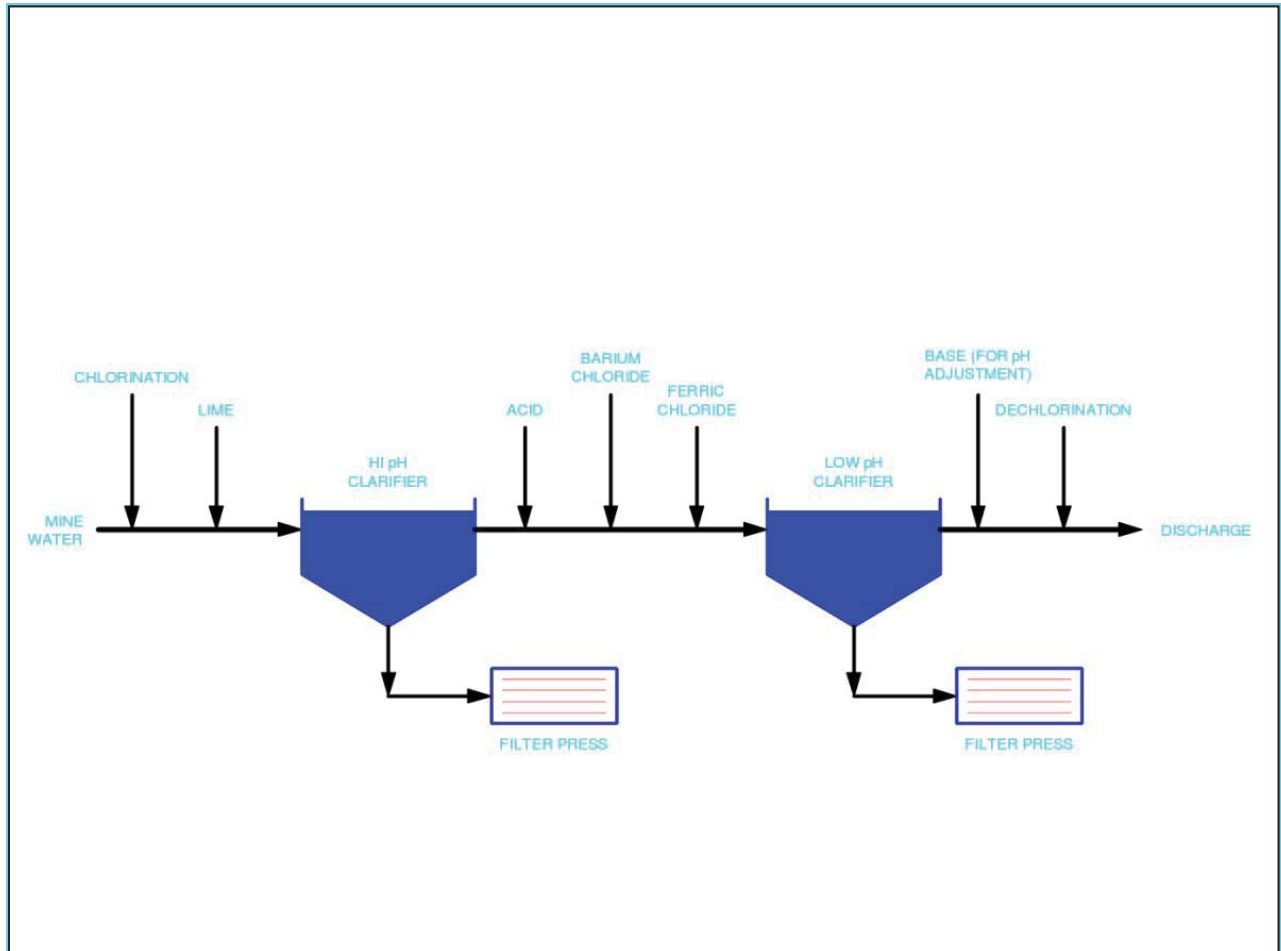 CHLORINATION
LIME
HI pH
CLARIFIER
ACID
BARIUM
CHLORIDE
FERRIC
CHLORIDE
LOW pH
CLARIFIER
BASE (FOR pH
ADJUSTMENT)
DECHLORINATION
MINE
WATER
DISCHARGE
FILTER PRESS
FILTER PRESS